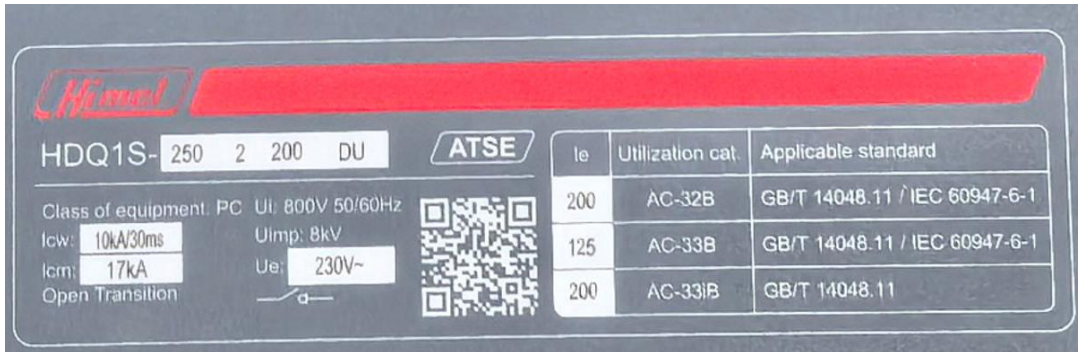 Himel
HDQ1S- 250 2 200 DU
ATSE
Class of equipment: PC Ui: 800V 50/60Hz
Icw: 10kA/30ms Uimp: 8kV
Icm: 17kA Ue: 230V~
Open Transition
Ie Utilization cat. Applicable standard
200 AC-32B GB/T 14048.11 / IEC 60947-6-1
125 AC-33B GB/T 14048.11 / IEC 60947-6-1
200 AC-33iB GB/T 14048.11